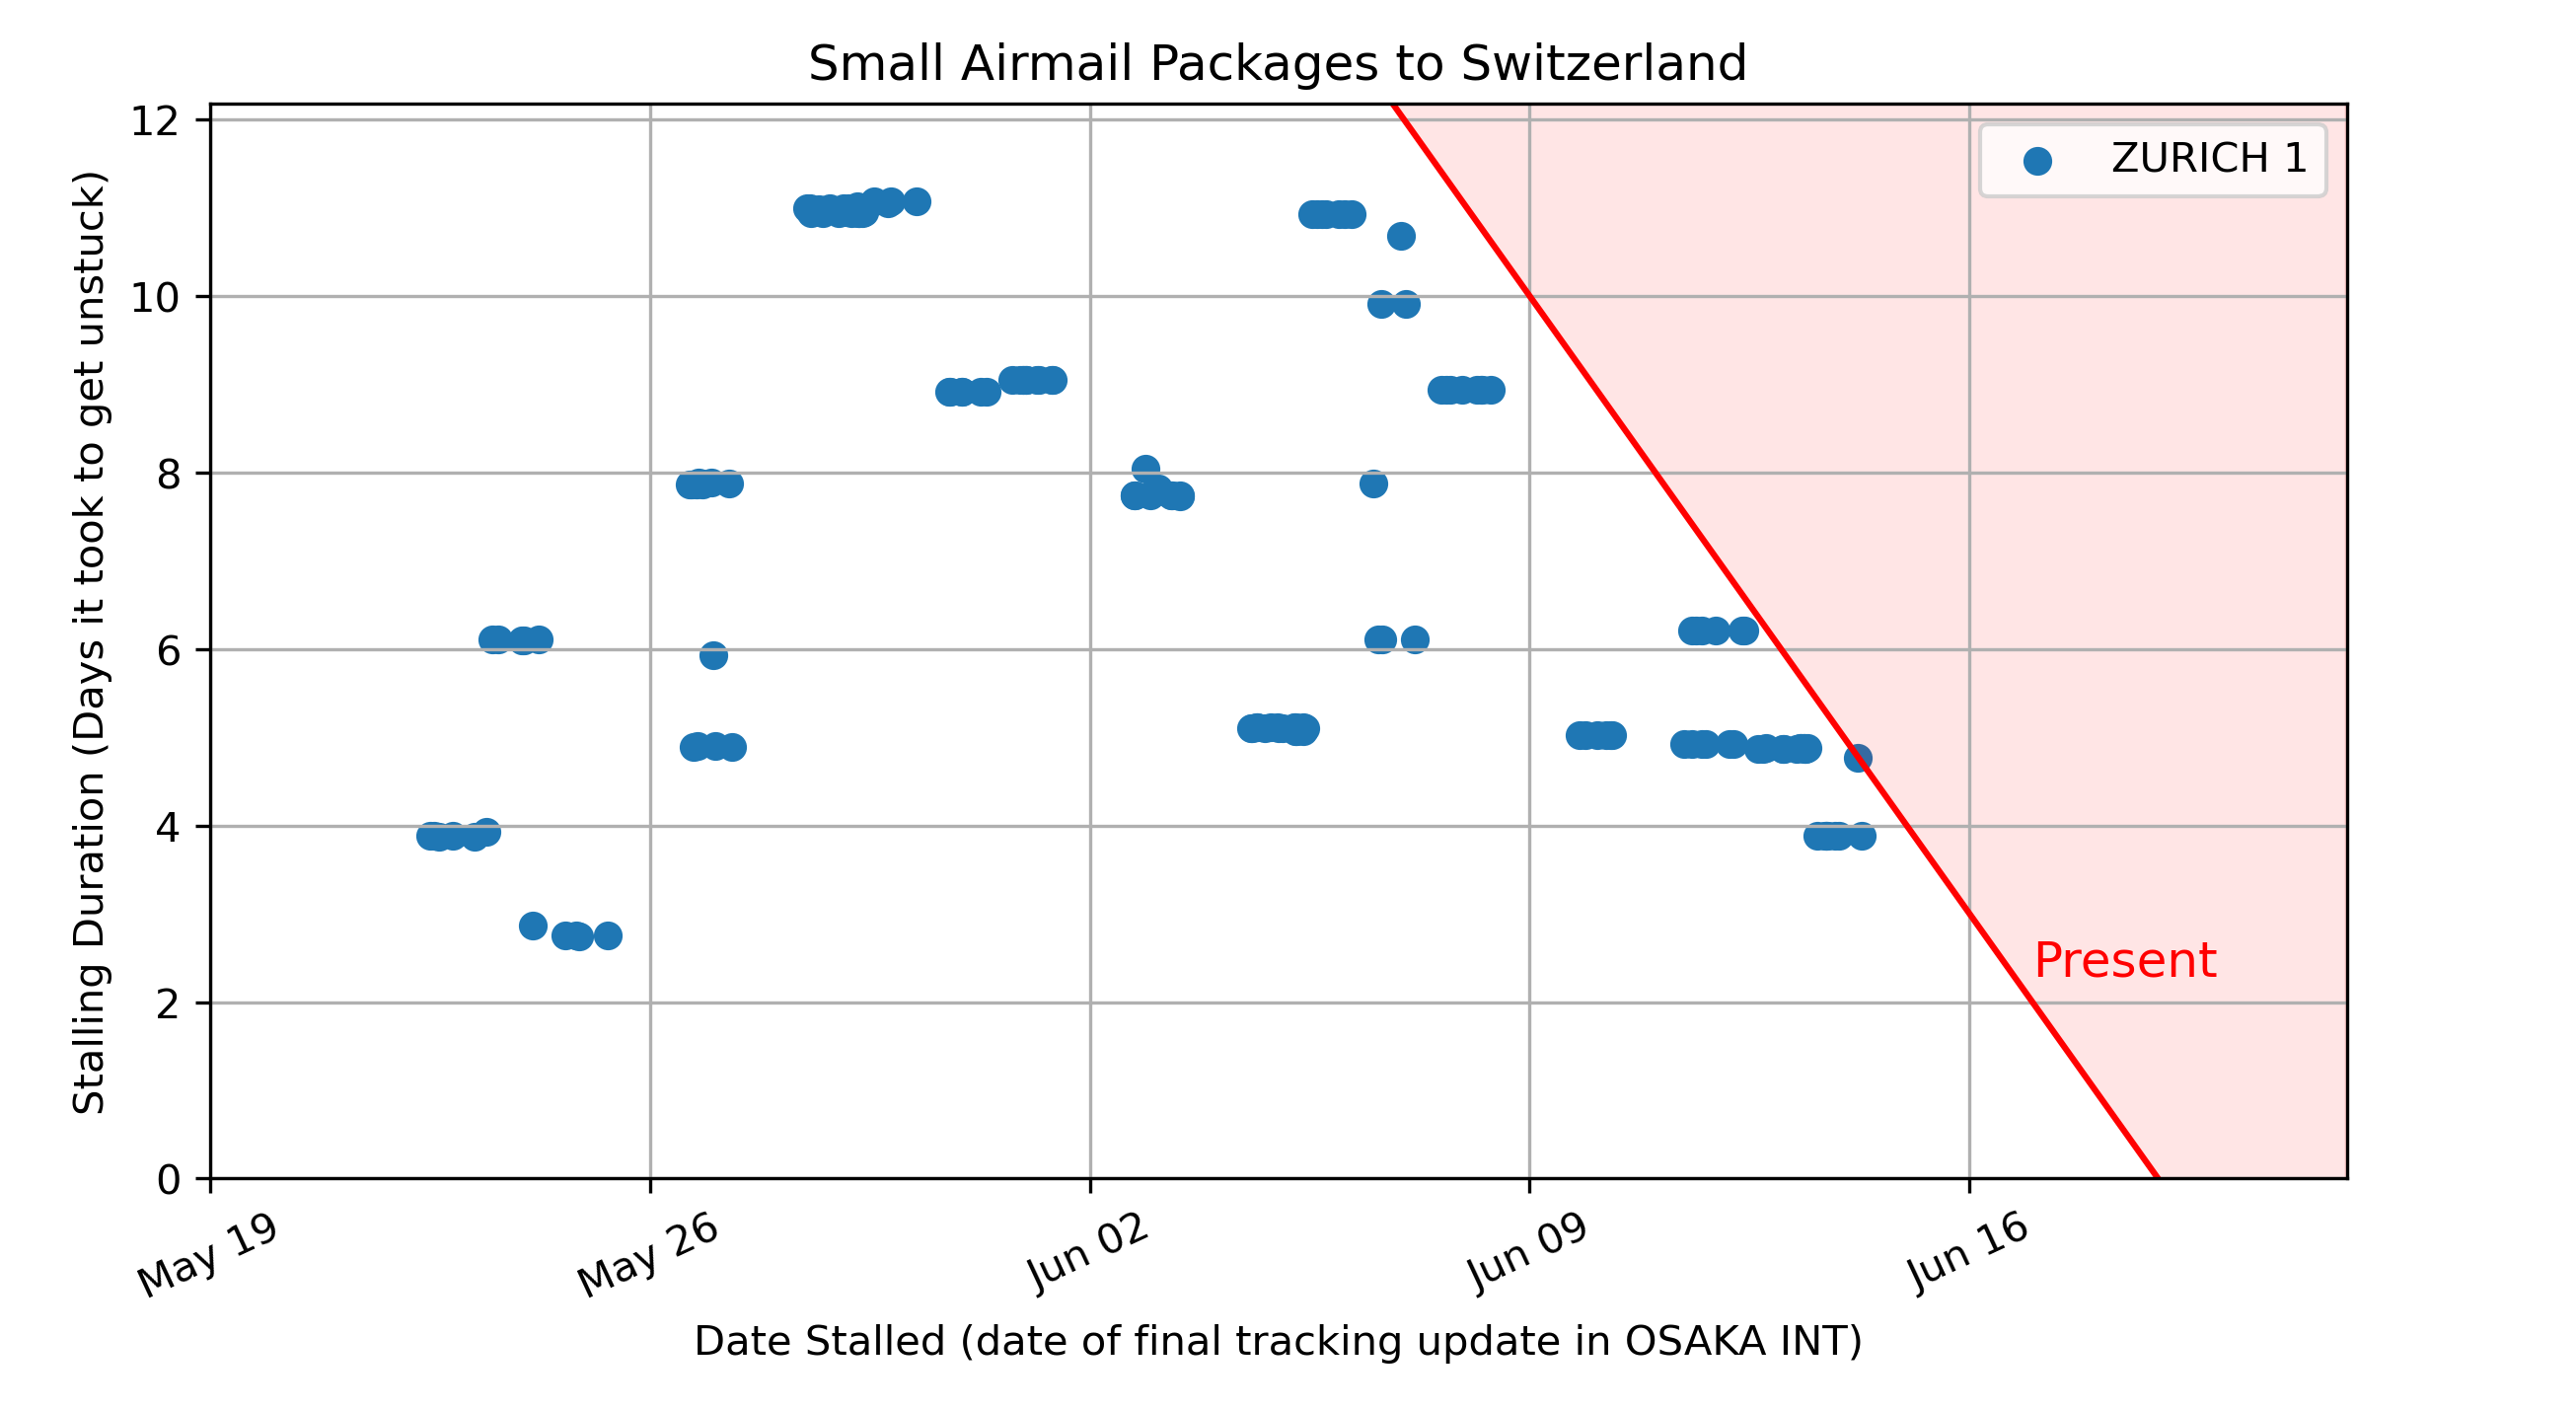 Small Airmail Packages to Switzerland
Stalling Duration (Days it took to get unstuck)
12
10
8
6
4
2
0
ZURICH 1
Present
May 19
May 26
Jun 02
Jun 09
Jun 16
Date Stalled (date of final tracking update in OSAKA INT)